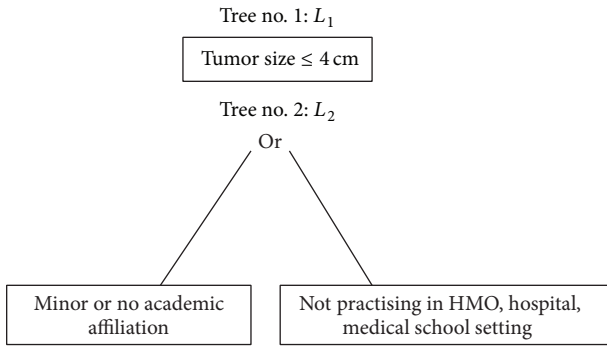 Tree no. 1: L₁
Tumor size ≤ 4 cm
Tree no. 2: L₂
Or
Minor or no academic
affiliation
Not practising in HMO, hospital,
medical school setting